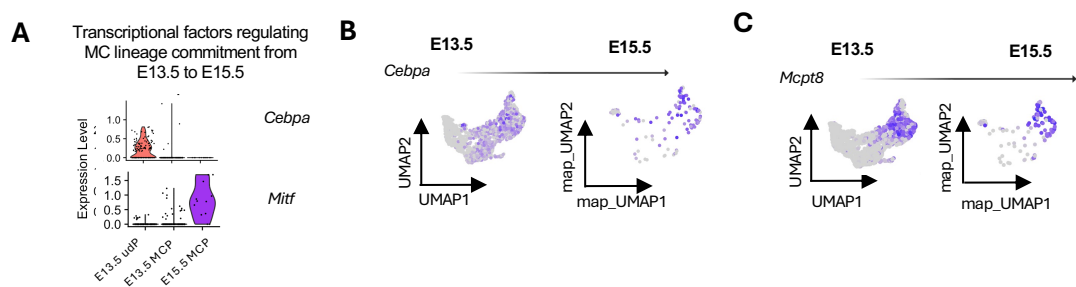 A
Transcriptional factors regulating
MC lineage commitment from
E13.5 to E15.5
Expression Level
1.0
0.5
0.0
Cebpa
1.5
1.0
0.5
0.0
Mitf
E13.5 udP
E13.5 MCP
E15.5 MCP
B
E13.5
E15.5
Cebpa
UMAP2
UMAP1
map_UMAP2
map_UMAP1
C
E13.5
E15.5
Mcpt8
UMAP2
UMAP1
map_UMAP2
map_UMAP1